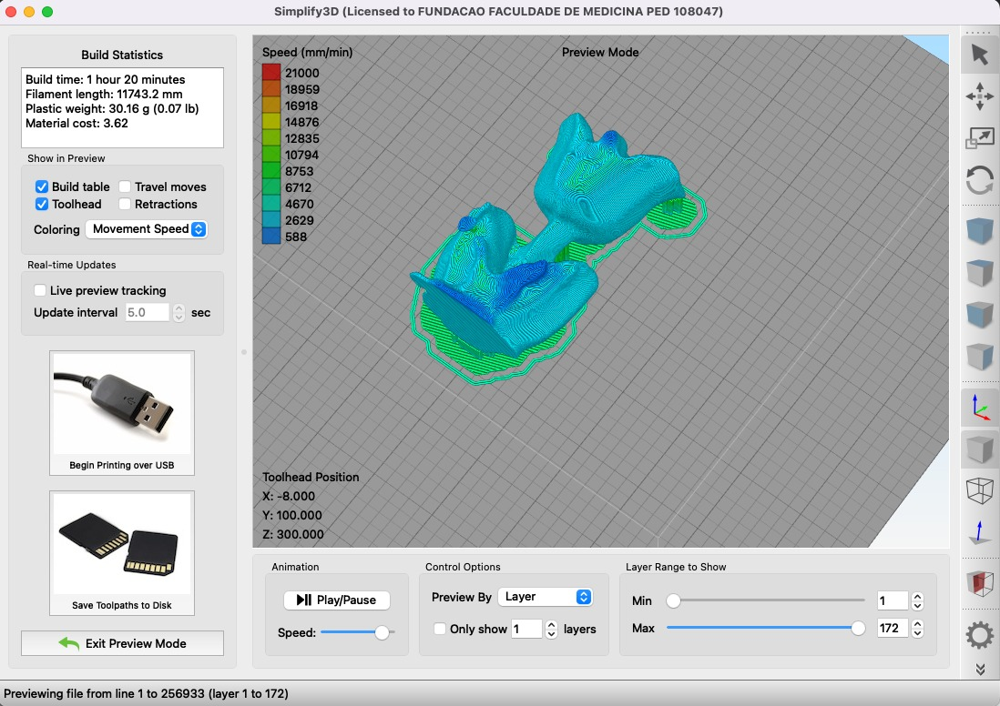 Simplify3D (Licensed to FUNDACAO FACULDADE DE MEDICINA PED 108047)
Build Statistics
Build time: 1 hour 20 minutes
Filament length: 11743.2 mm
Plastic weight: 30.16 g (0.07 lb)
Material cost: 3.62
Show in Preview
Build table
Travel moves
Toolhead
Retractions
Coloring
Movement Speed
Real-time Updates
Live preview tracking
Update interval
5.0
sec
Begin Printing over USB
Save Toolpaths to Disk
Exit Preview Mode
Speed (mm/min)
21000
18959
16918
14876
12835
10794
8753
6712
4670
2629
588
Preview Mode
Toolhead Position
X: -8.000
Y: 100.000
Z: 300.000
Animation
Play/Pause
Speed:
Control Options
Preview By
Layer
Only show
1
layers
Layer Range to Show
Min
1
Max
172
Previewing file from line 1 to 256933 (layer 1 to 172)